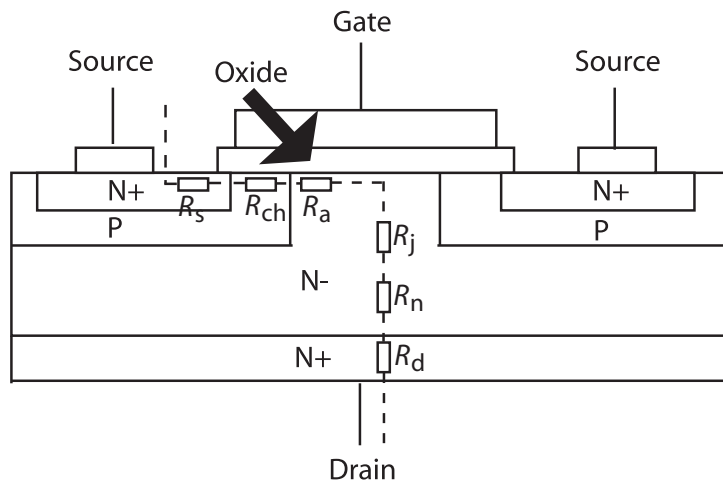 Gate
Source
Oxide
Source
N+
Rs
Rch
Ra
N+
P
Rj
P
N-
Rn
N+
Rd
Drain